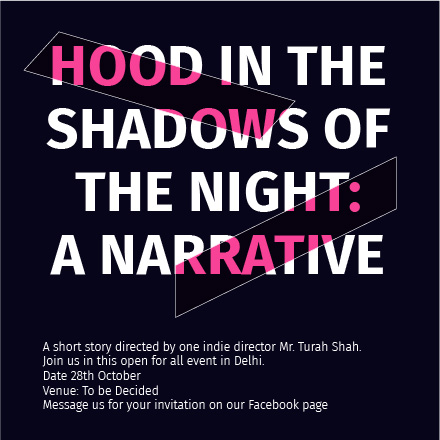 HOOD IN THE
SHADOWS OF
THE NIGHT:
A NARRATIVE
A short story directed by one indie director Mr. Turah Shah.
Join us in this open for all event in Delhi.
Date 28th October
Venue: To be Decided
Message us for your invitation on our Facebook page